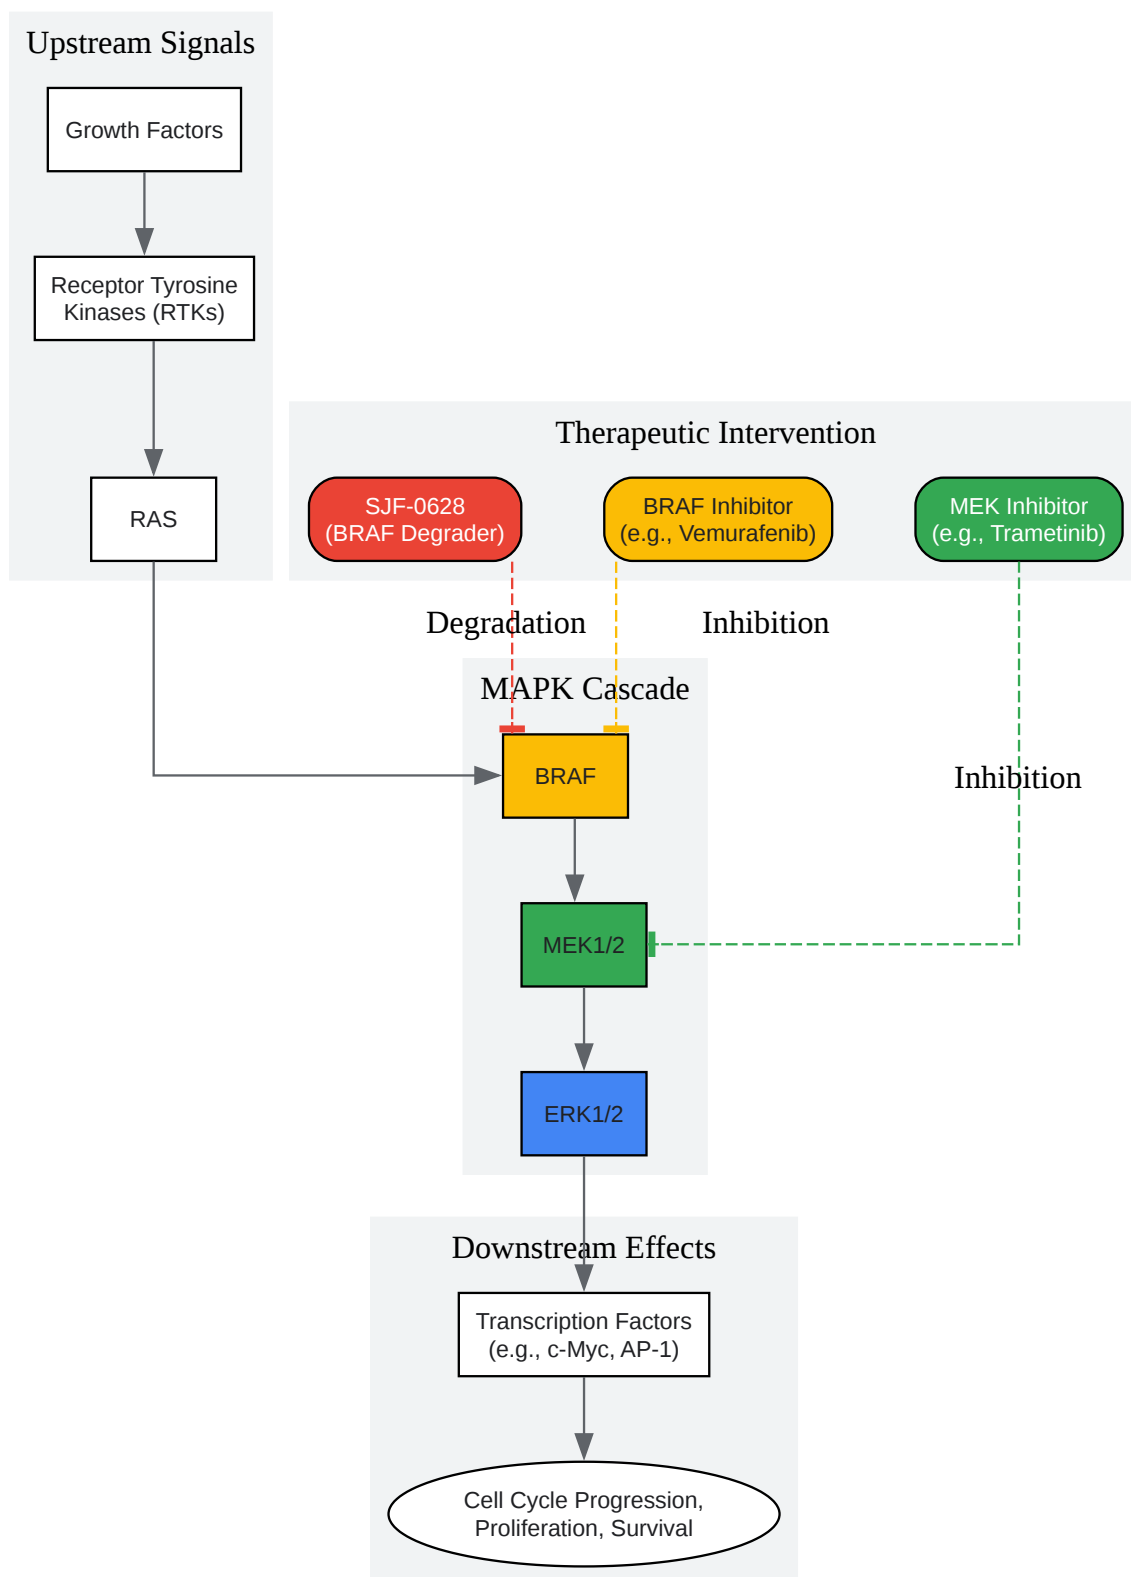 Upstream Signals
Growth Factors
Receptor Tyrosine
Kinases (RTKs)
RAS
Therapeutic Intervention
SJF-0628
(BRAF Degrader)
BRAF Inhibitor
(e.g., Vemurafenib)
MEK Inhibitor
(e.g., Trametinib)
Degradation
Inhibition
MAPK Cascade
BRAF
Inhibition
MEK1/2
ERK1/2
Downstream Effects
Transcription Factors
(e.g., c-Myc, AP-1)
Cell Cycle Progression,
Proliferation, Survival